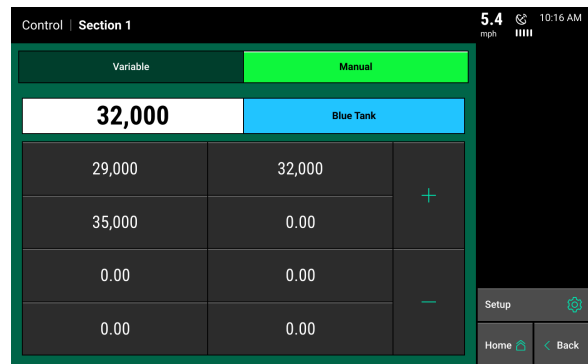 Control | Section 1
5.4
mph
10:16 AM
Variable
Manual
32,000
Blue Tank
29,000
32,000
+
35,000
0.00
0.00
0.00
—
0.00
0.00
Setup
Home
< Back